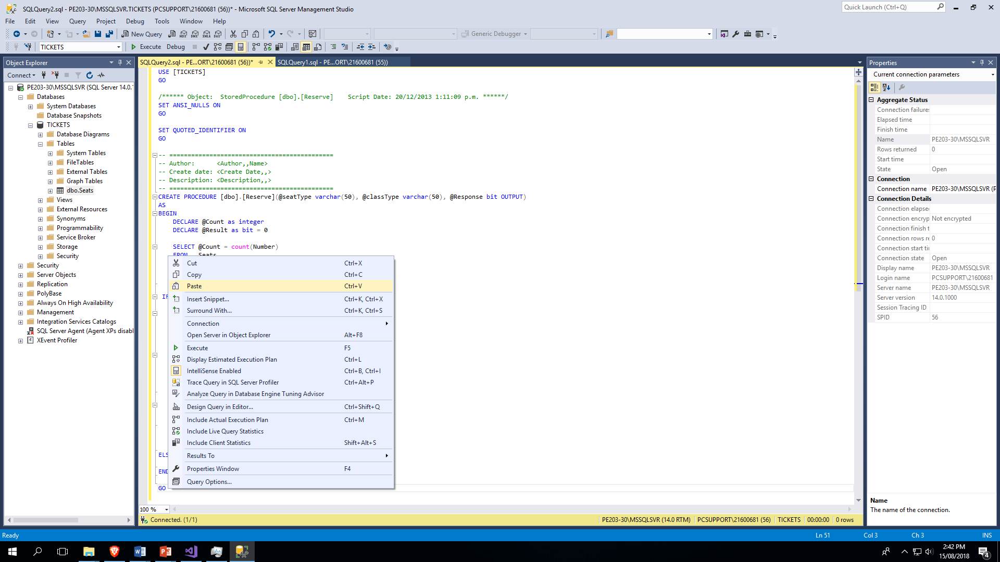 SQLQuery2.sql - PE203-30\MSSQLSVR.TICKETS (PCSUPPORT\21600681 (56))* - Microsoft SQL Server Management Studio
Quick Launch (Ctrl+Q)
File Edit View Query Project Debug Tools Window Help
New Query
MDX DMX XMLA DAX
Generic Debugger
TICKETS
Execute Debug
Object Explorer
Connect
PE203-30\MSSQLSVR (SQL Server 14.0.
Databases
System Databases
Database Snapshots
TICKETS
Database Diagrams
Tables
System Tables
FileTables
External Tables
Graph Tables
dbo.Seats
Views
External Resources
Synonyms
Programmability
Service Broker
Storage
Security
Security
Server Objects
Replication
PolyBase
Always On High Availability
Management
Integration Services Catalogs
SQL Server Agent (Agent XPs disabl
XEvent Profiler
SQLQuery2.sql - PE...ORT\21600681 (56))*
SQLQuery1.sql - PE...ORT\21600681 (55))
USE [TICKETS]
GO
/****** Object:  StoredProcedure [dbo].[Reserve]    Script Date: 20/12/2013 1:11:09 p.m. ******/
SET ANSI_NULLS ON
GO
SET QUOTED_IDENTIFIER ON
GO
-- =============================================
-- Author:      <Author,,Name>
-- Create date: <Create Date,,>
-- Description: <Description,,>
-- =============================================
CREATE PROCEDURE [dbo].[Reserve](@seatType varchar(50), @classType varchar(50), @Response bit OUTPUT)
AS
BEGIN
DECLARE @Count as integer
DECLARE @Result as bit = 0
SELECT @Count = count(Number)
FROM   Seats
IF
ELS
END
GO
Cut Ctrl+X
Copy Ctrl+C
Paste Ctrl+V
Insert Snippet... Ctrl+K, Ctrl+X
Surround With... Ctrl+K, Ctrl+S
Connection
Open Server in Object Explorer Alt+F8
Execute F5
Display Estimated Execution Plan Ctrl+L
IntelliSense Enabled Ctrl+B, Ctrl+I
Trace Query in SQL Server Profiler Ctrl+Alt+P
Analyze Query in Database Engine Tuning Advisor
Design Query in Editor... Ctrl+Shift+Q
Include Actual Execution Plan Ctrl+M
Include Live Query Statistics
Include Client Statistics Shift+Alt+S
Results To
Properties Window F4
Query Options...
100 %
Connected. (1/1)
PE203-30\MSSQLSVR (14.0 RTM) PCSUPPORT\21600681 (56) TICKETS 00:00:00 0 rows
Properties
Current connection parameters
Aggregate Status
Connection failures
Elapsed time
Finish time
Name PE203-30\MSSQLSVR
Rows returned 0
Start time
State Open
Connection
Connection name PE203-30\MSSQLSVR (P
Connection Details
Connection elapse
Connection encryp Not encrypted
Connection finish t
Connection rows re 0
Connection start ti
Connection state Open
Display name PE203-30\MSSQLSVR
Login name PCSUPPORT\21600681
Server name PE203-30\MSSQLSVR
Server version 14.0.1000
Session Tracing ID
SPID 56
Name
The name of the connection.
Ready
Ln 51 Col 3 Ch 3 INS
2:42 PM
15/08/2018
4